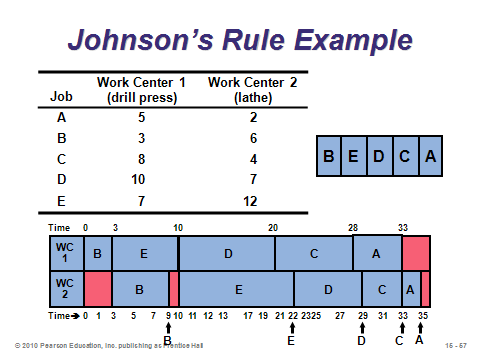 Johnson's Rule Example
Job Work Center 1 (drill press) Work Center 2 (lathe)
A 5 2
B 3 6
C 8 4
D 10 7
E 7 12
B E D C A
Time 0 3 10 20 28 33
WC 1 B E D C A
WC 2 B E D C A
Time➔ 0 1 3 5 7 9 10 11 12 13 17 19 21 22 23 25 27 29 31 33 35
B E D C A
© 2010 Pearson Education, Inc. publishing as Prentice Hall
15 - 57